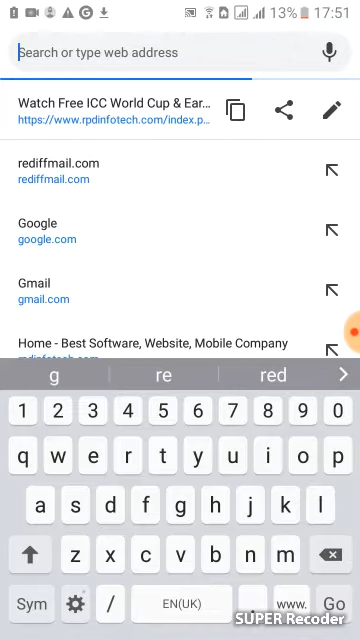 13% 17:51
Search or type web address
Watch Free ICC World Cup & Ear...
https://www.rpdinfotech.com/index.p...
rediffmail.com
rediffmail.com
Google
google.com
Gmail
gmail.com
Home - Best Software, Website, Mobile Company
rpdinfotech.com
g re red
1 2 3 4 5 6 7 8 9 0
q w e r t y u i o p
a s d f g h j k l
z x c v b n m
Sym / EN(UK) . www. Go
SUPER Recoder